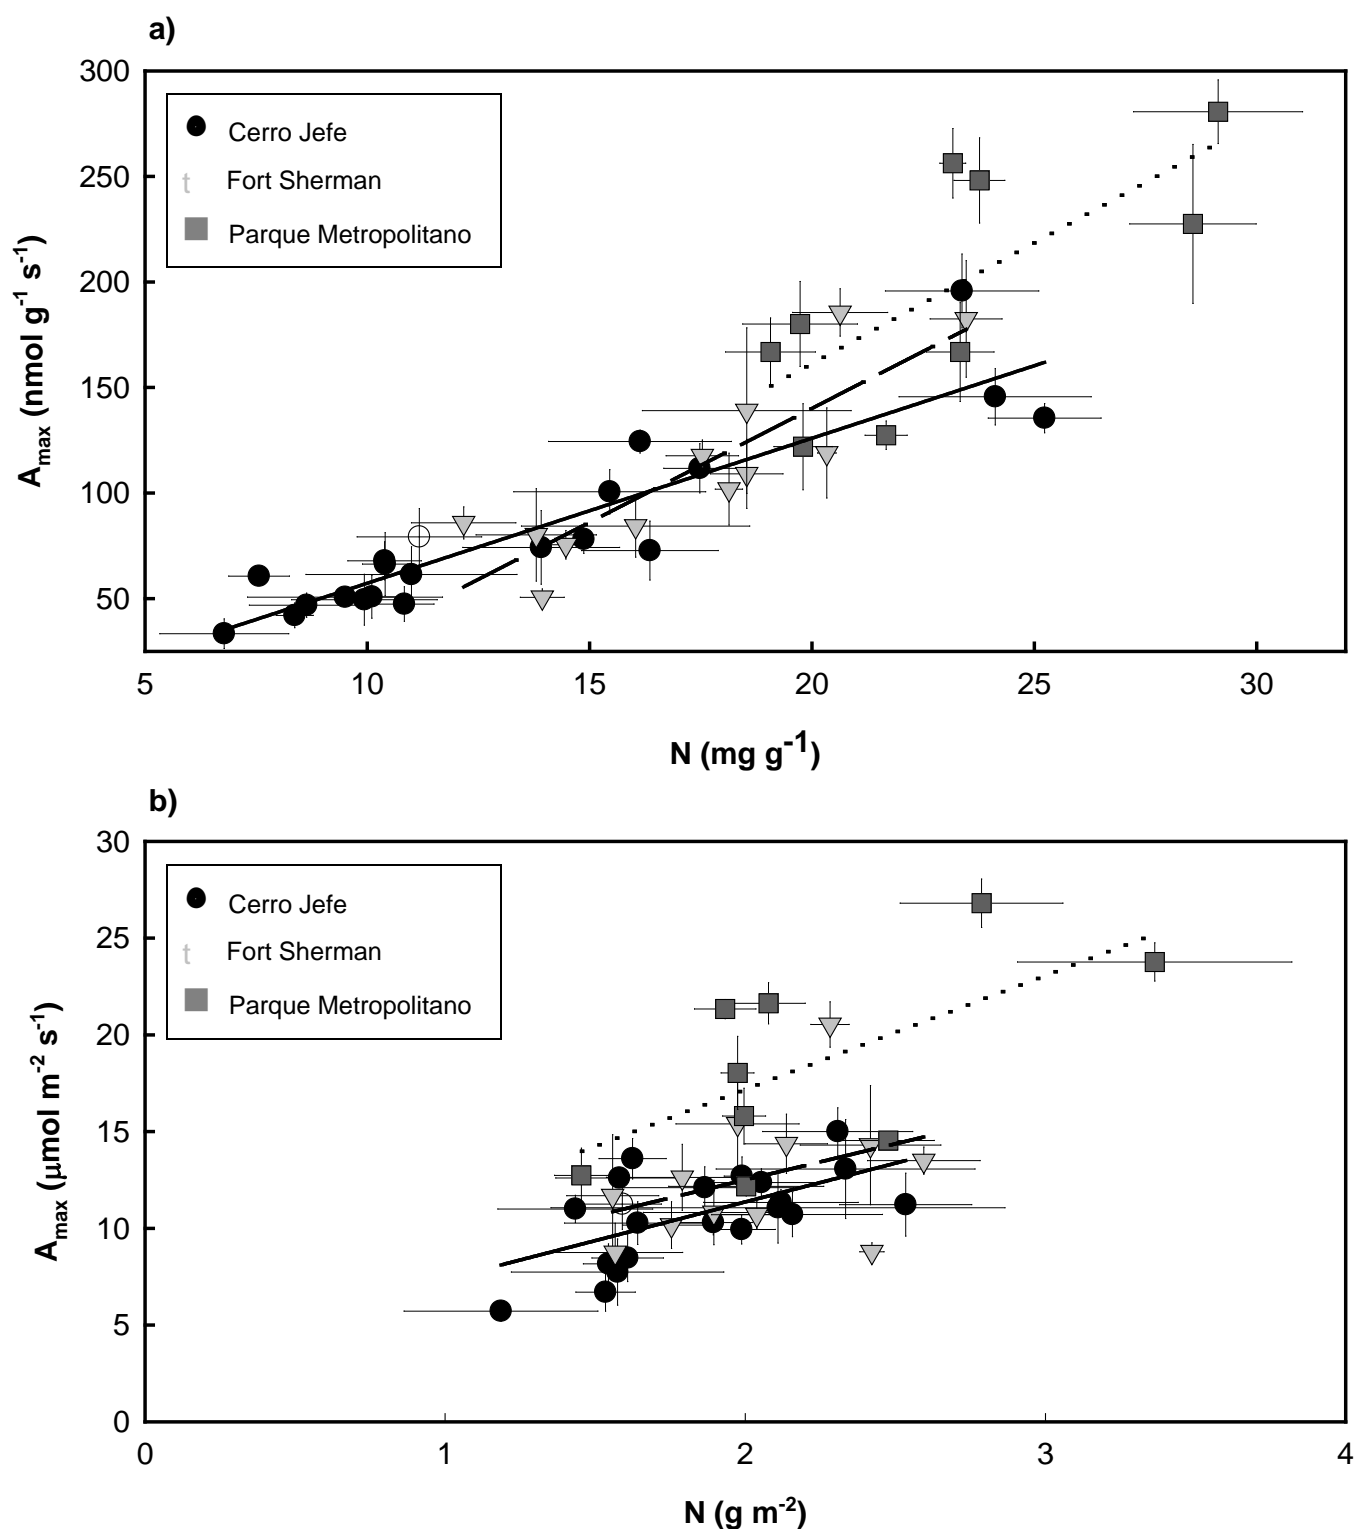 a)
300
250
200
150
100
50
A_max (nmol g^-1 s^-1)
Cerro Jefe
t Fort Sherman
Parque Metropolitano
5 10 15 20 25 30
N (mg g^-1)
b)
30
25
20
15
10
5
0
A_max (μmol m^-2 s^-1)
Cerro Jefe
t Fort Sherman
Parque Metropolitano
0 1 2 3 4
N (g m^-2)